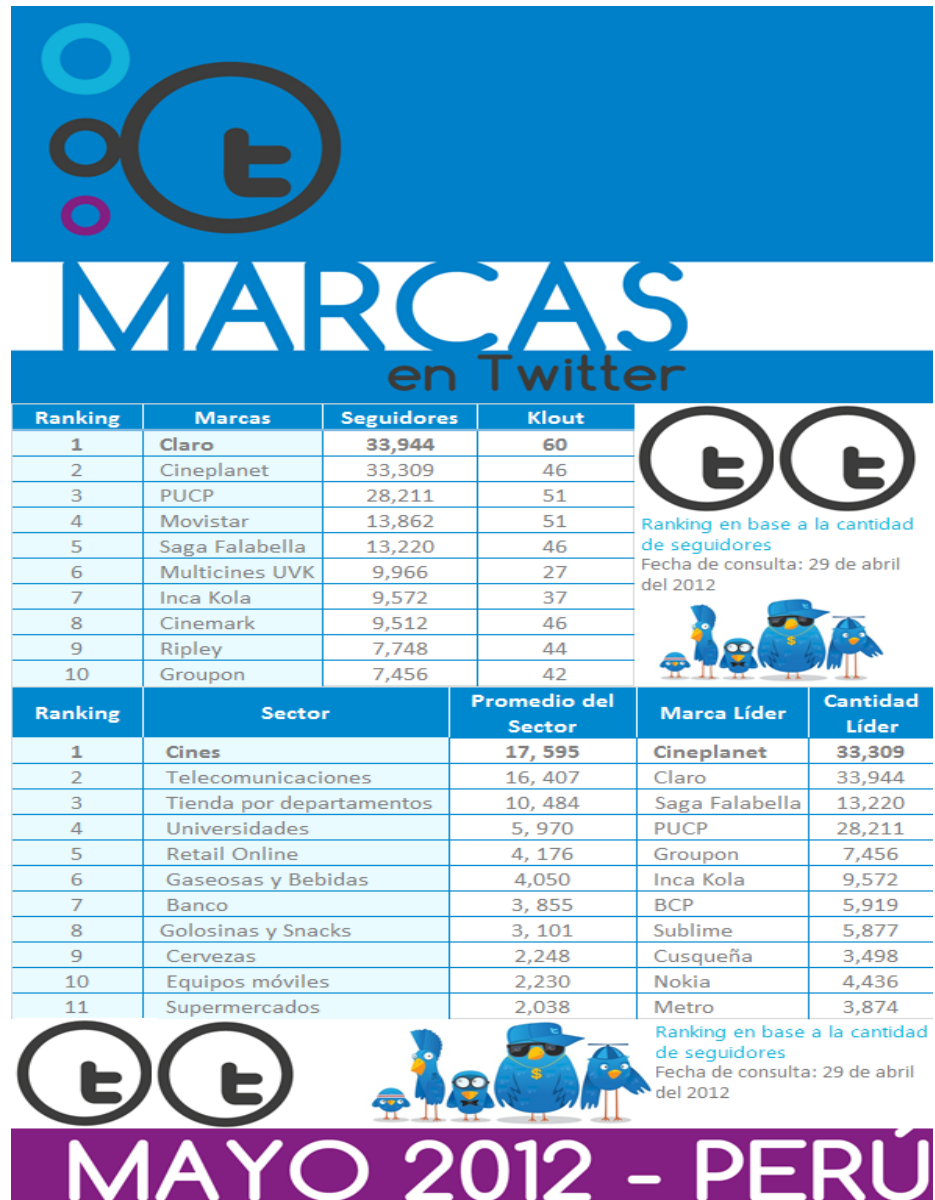 MARCAS
en Twitter
Ranking Marcas Seguidores Klout
1 Claro 33,944 60
2 Cineplanet 33,309 46
3 PUCP 28,211 51
4 Movistar 13,862 51
5 Saga Falabella 13,220 46
6 Multicines UVK 9,966 27
7 Inca Kola 9,572 37
8 Cinemark 9,512 46
9 Ripley 7,748 44
10 Groupon 7,456 42
Ranking en base a la cantidad
de seguidores
Fecha de consulta: 29 de abril
del 2012
Ranking Sector Promedio del Sector Marca Líder Cantidad Líder
1 Cines 17, 595 Cineplanet 33,309
2 Telecomunicaciones 16, 407 Claro 33,944
3 Tienda por departamentos 10, 484 Saga Falabella 13,220
4 Universidades 5, 970 PUCP 28,211
5 Retail Online 4, 176 Groupon 7,456
6 Gaseosas y Bebidas 4,050 Inca Kola 9,572
7 Banco 3, 855 BCP 5,919
8 Golosinas y Snacks 3, 101 Sublime 5,877
9 Cervezas 2,248 Cusqueña 3,498
10 Equipos móviles 2,230 Nokia 4,436
11 Supermercados 2,038 Metro 3,874
Ranking en base a la cantidad
de seguidores
Fecha de consulta: 29 de abril
del 2012
MAYO 2012 - PERÚ